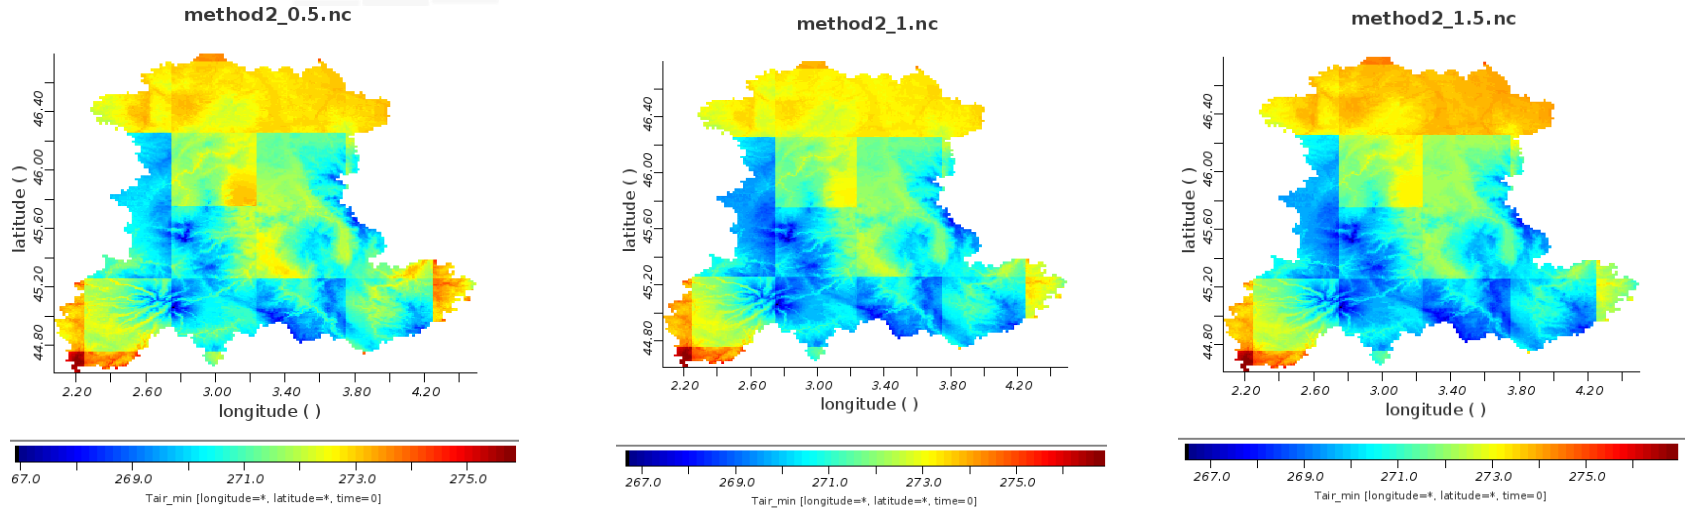 method2_0.5.nc
latitude ( )
46.40
46.00
45.60
45.20
44.80
2.20 2.60 3.00 3.40 3.80 4.20
longitude ( )
67.0 269.0 271.0 273.0 275.0
Tair_min [longitude=*, latitude=*, time=0]
method2_1.nc
latitude ( )
46.40
46.00
45.60
45.20
44.80
2.20 2.60 3.00 3.40 3.80 4.20
longitude ( )
267.0 269.0 271.0 273.0 275.0
Tair_min [longitude=*, latitude=*, time=0]
method2_1.5.nc
latitude ( )
46.40
46.00
45.60
45.20
44.80
2.20 2.60 3.00 3.40 3.80 4.20
longitude ( )
267.0 269.0 271.0 273.0 275.0
Tair_min [longitude=*, latitude=*, time=0]